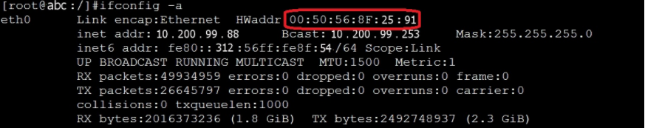 [root@abc :/]#ifconfig -a
eth0 Link encap:Ethernet HWaddr 00:50:56:8F:25:91
inet addr:10.200.99.88 Bcast:10.200.99.253 Mask:255.255.255.0
inet6 addr: fe80::312:56ff:fe8f:54/64 Scope:Link
UP BROADCAST RUNNING MULTICAST MTU:1500 Metric:1
RX packets:49934959 errors:0 dropped:0 overruns:0 frame:0
TX packets:26645797 errors:0 dropped:0 overruns:0 carrier:0
collisions:0 txqueuelen:1000
RX bytes:2016373236 (1.8 GiB) TX bytes:2492748937 (2.3 GiB)